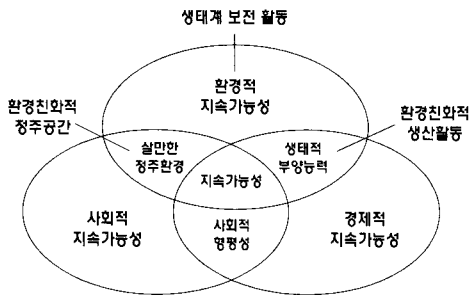 생태계 보전 활동
환경적
지속가능성
환경친화적
정주공간
환경친화적
생산활동
살만한
정주환경
생태적
부양능력
지속가능성
사회적
지속가능성
사회적
형평성
경제적
지속가능성